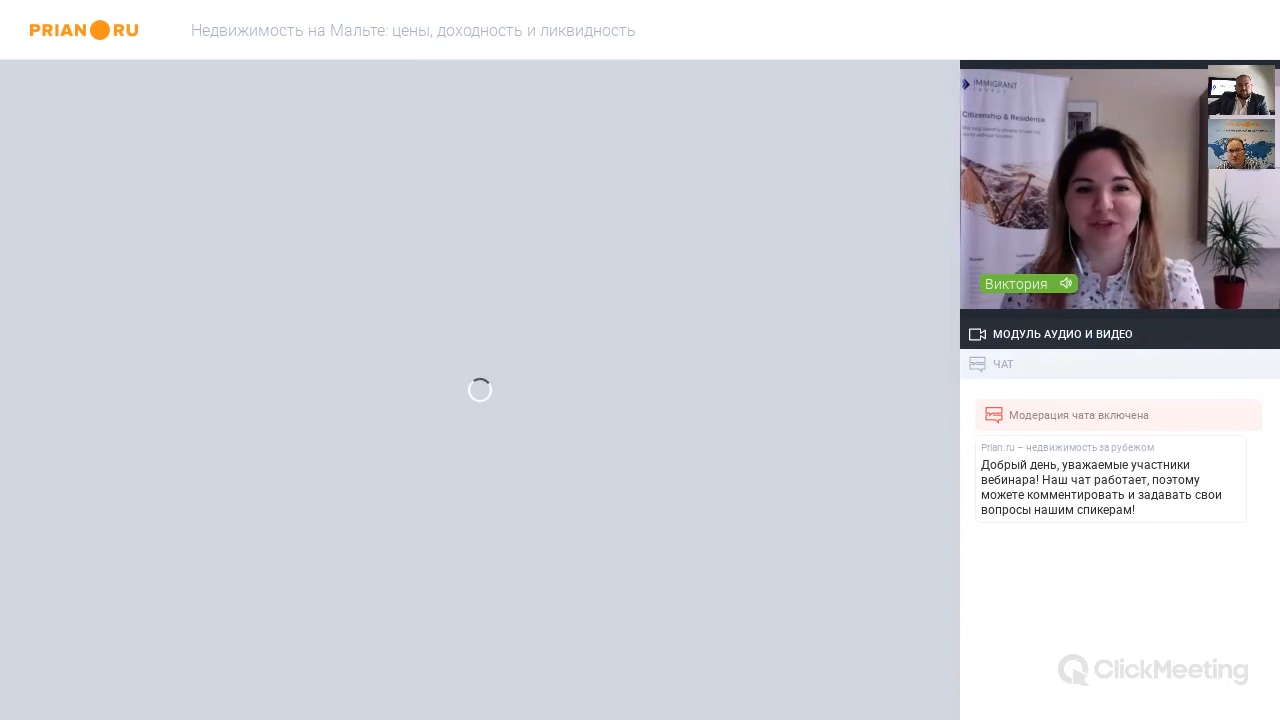 PRIAN RU
Недвижимость на Мальте: цены, доходность и ликвидность
IMMIGRANT
INVEST
Citizenship & Residence
Виктория
МОДУЛЬ АУДИО И ВИДЕО
ЧАТ
Модерация чата включена
Prian.ru – недвижимость за рубежом
Добрый день, уважаемые участники
вебинара! Наш чат работает, поэтому
можете комментировать и задавать свои
вопросы нашим спикерам!
ClickMeeting